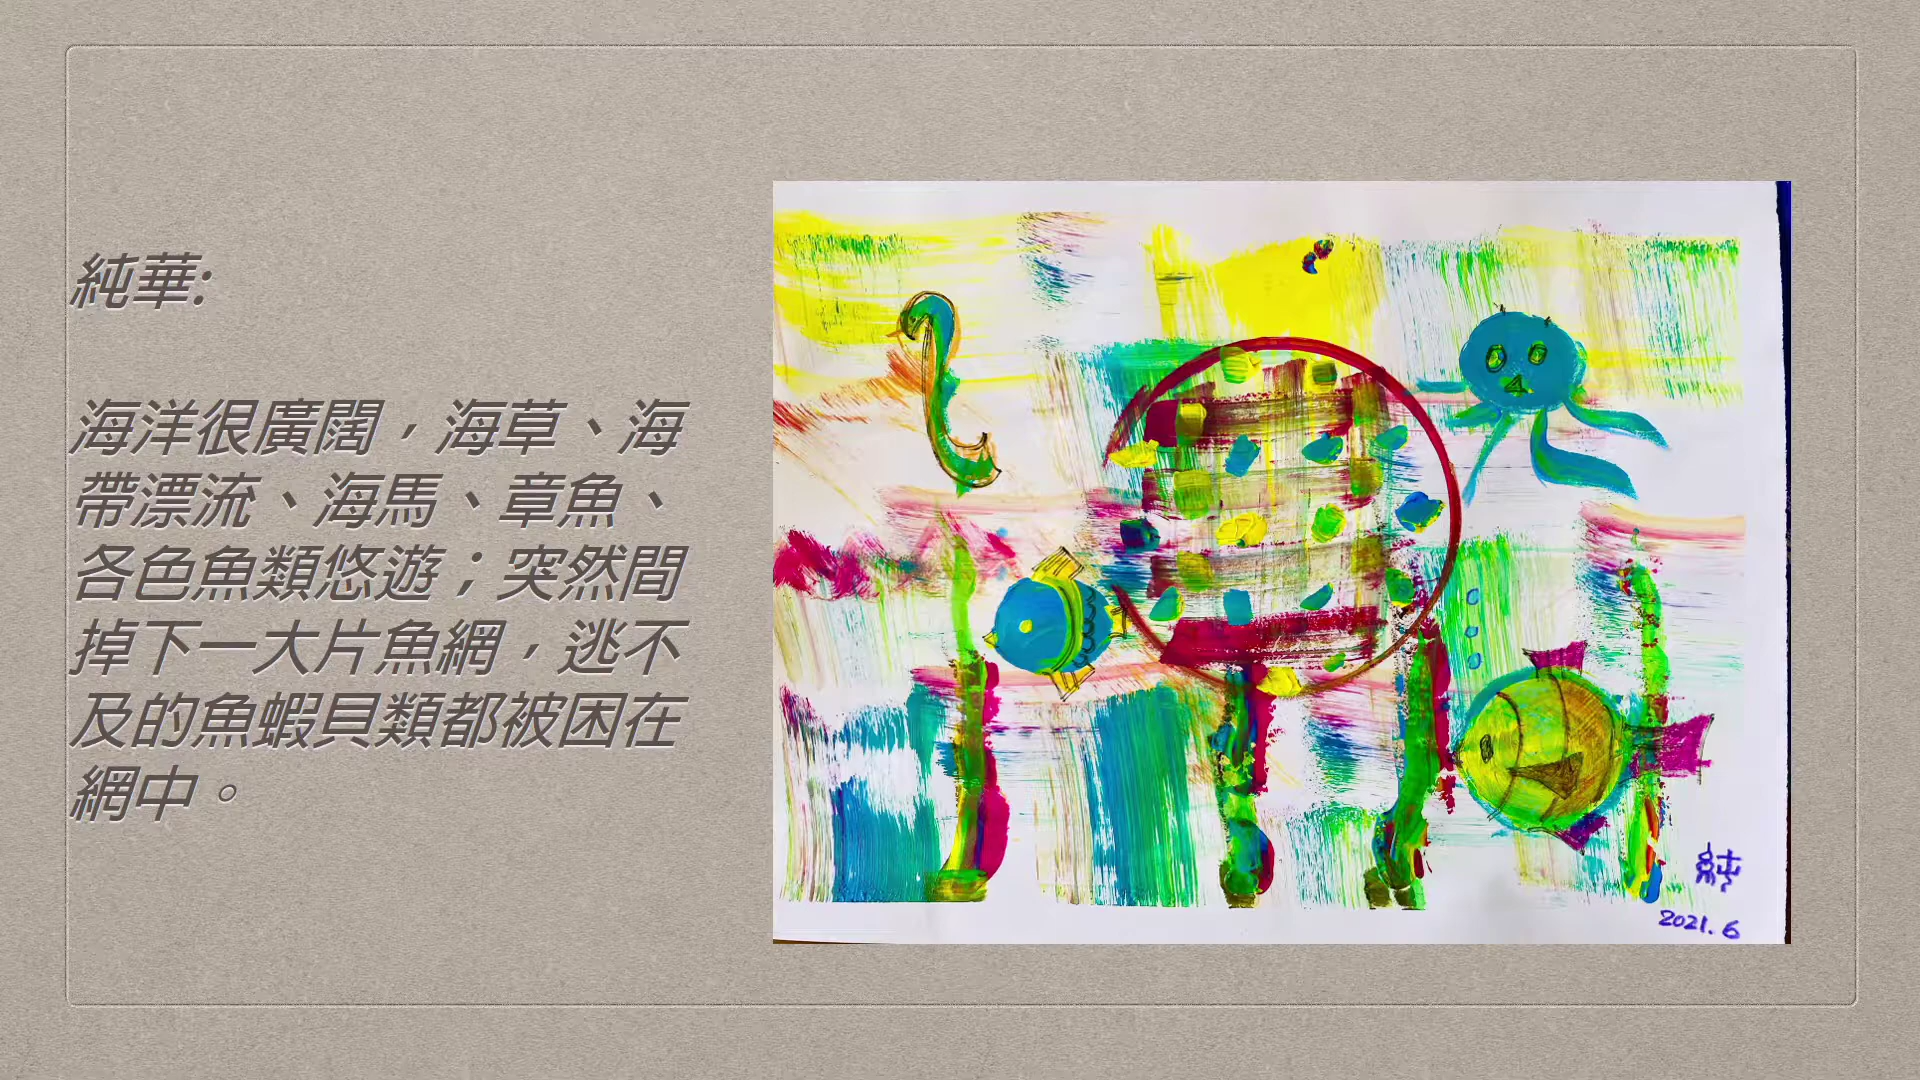 純華:
海洋很廣闊，海草、海
帶漂流、海馬、章魚、
各色魚類悠遊；突然間
掉下一大片魚網，逃不
及的魚蝦貝類都被困在
網中。
純
2021.6